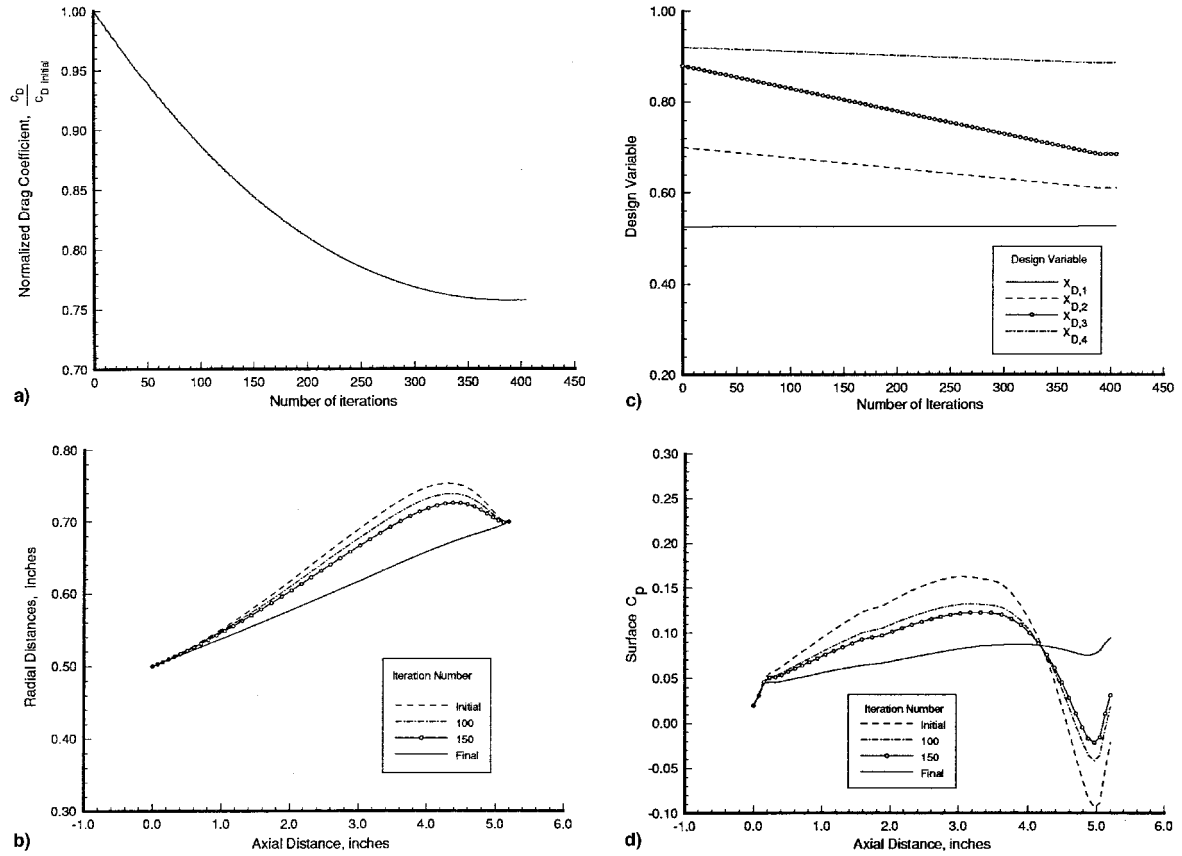 a)
1.00
0.95
0.90
0.85
0.80
0.75
0.70
Normalized Drag Coefficient, C_D / C_D Initial
0 50 100 150 200 250 300 350 400 450
Number of iterations
c)
1.00
0.80
0.60
0.40
0.20
Design Variable
0 50 100 150 200 250 300 350 400 450
Number of Iterations
Design Variable
X_D,1
X_D,2
X_D,3
X_D,4
b)
0.80
0.70
0.60
0.50
0.40
0.30
Radial Distances, inches
-1.0 0.0 1.0 2.0 3.0 4.0 5.0 6.0
Axial Distance, inches
Iteration Number
Initial
100
150
Final
d)
0.30
0.25
0.20
0.15
0.10
0.05
0.00
-0.05
-0.10
Surface C_p
-1.0 0.0 1.0 2.0 3.0 4.0 5.0 6.0
Axial Distance, inches
Iteration Number
Initial
100
150
Final